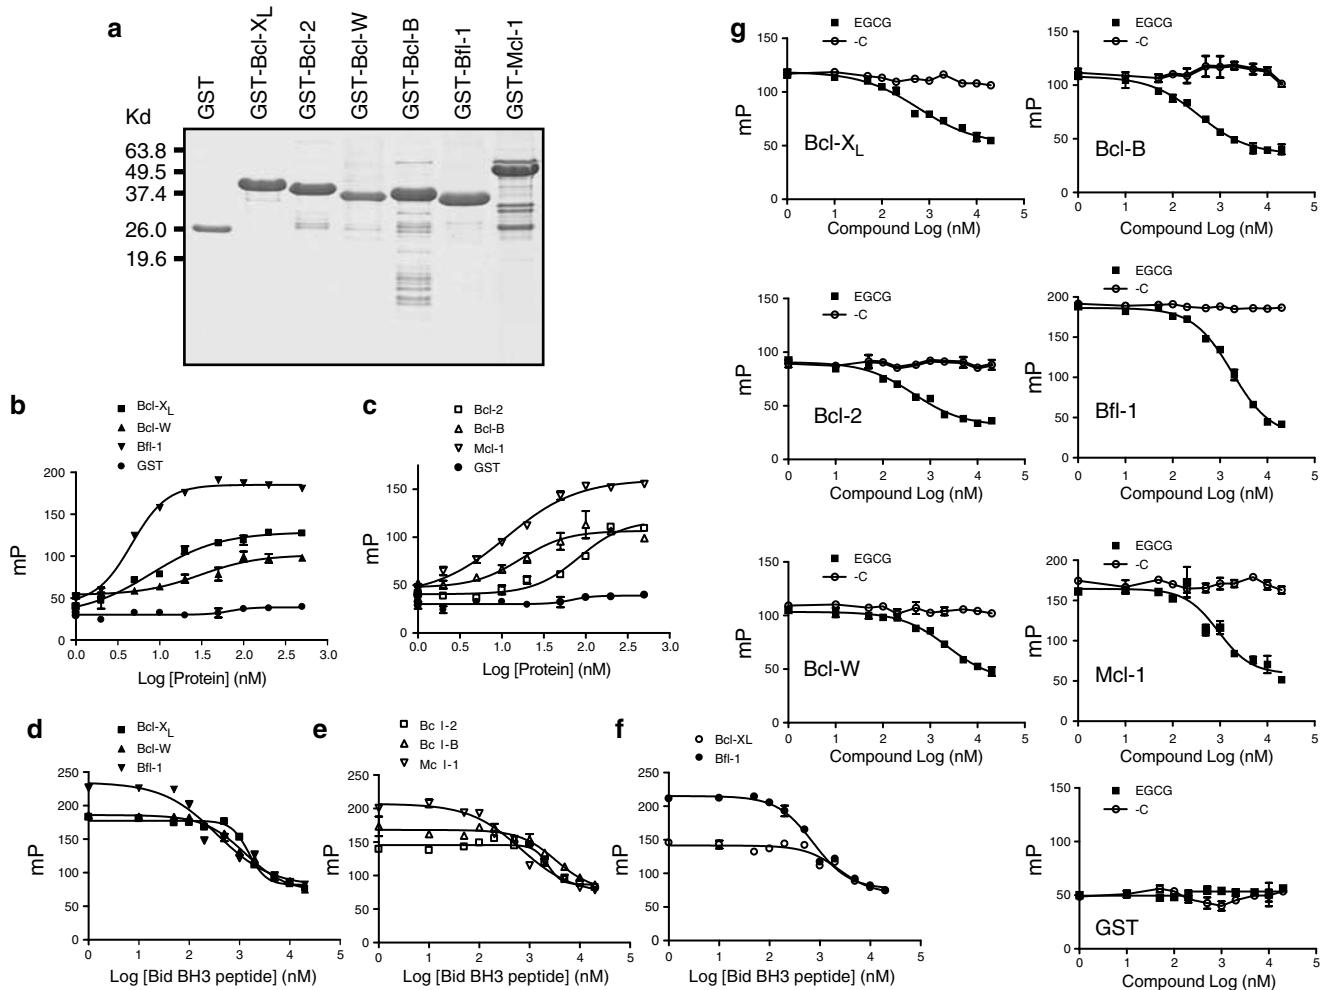 a
GST
GST-Bcl-XL
GST-Bcl-2
GST-Bcl-W
GST-Bcl-B
GST-Bfl-1
GST-Mcl-1
Kd
63.8
49.5
37.4
26.0
19.6
b
Bcl-XL
Bcl-W
Bfl-1
GST
mP
200
150
100
50
0
0.0 0.5 1.0 1.5 2.0 2.5 3.0
Log [Protein] (nM)
c
Bcl-2
Bcl-B
Mcl-1
GST
mP
150
100
50
0
0.0 0.5 1.0 1.5 2.0 2.5 3.0
Log [Protein] (nM)
d
Bcl-XL
Bcl-W
Bfl-1
mP
250
200
150
100
50
0
0 1 2 3 4 5
Log [Bid BH3 peptide] (nM)
e
Bc l-2
Bc l-B
Mc l-1
mP
250
200
150
100
50
0
0 1 2 3 4 5
Log [Bid BH3 peptide] (nM)
f
Bcl-XL
Bfl-1
mP
250
200
150
100
50
0
0 1 2 3 4 5
Log [Bid BH3 peptide] (nM)
g
EGCG
-C
mP
150
100
50
0
Bcl-XL
0 1 2 3 4 5
Compound Log (nM)
EGCG
-C
mP
150
100
50
0
Bcl-B
0 1 2 3 4 5
Compound Log (nM)
EGCG
-C
mP
150
100
50
0
Bcl-2
0 1 2 3 4 5
Compound Log (nM)
EGCG
-C
mP
200
150
100
50
0
Bfl-1
0 1 2 3 4 5
Compound Log (nM)
EGCG
-C
mP
150
100
50
0
Bcl-W
0 1 2 3 4 5
Compound Log (nM)
EGCG
-C
mP
200
150
100
50
0
Mcl-1
0 1 2 3 4 5
Compound Log (nM)
EGCG
-C
mP
150
100
50
0
GST
0 1 2 3 4 5
Compound Log (nM)